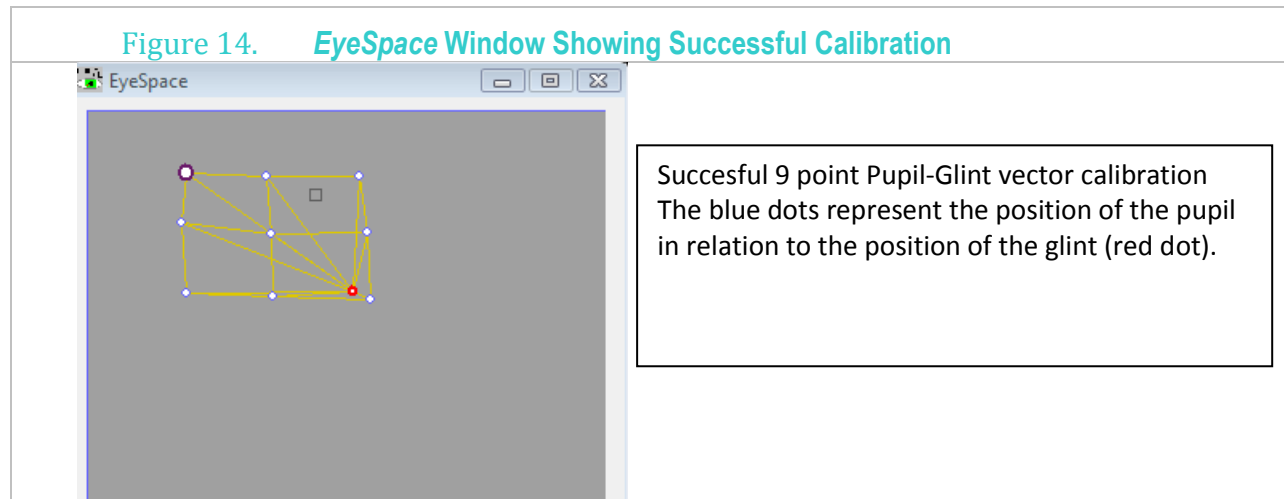 Figure 14. EyeSpace Window Showing Successful Calibration
EyeSpace
Succesful 9 point Pupil-Glint vector calibration
The blue dots represent the position of the pupil
in relation to the position of the glint (red dot).